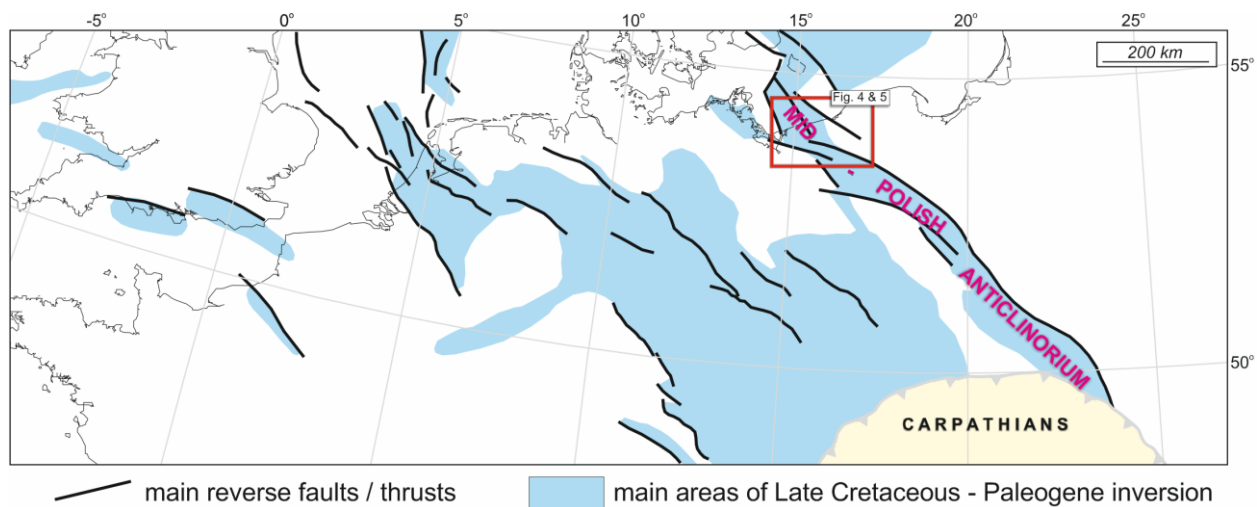 -5° 0° 5° 10° 15° 20° 25°
200 km
55°
Fig. 4 & 5
MID
-
POLISH
ANTICLINORIUM
50°
CARPATHIANS
main reverse faults / thrusts
main areas of Late Cretaceous - Paleogene inversion